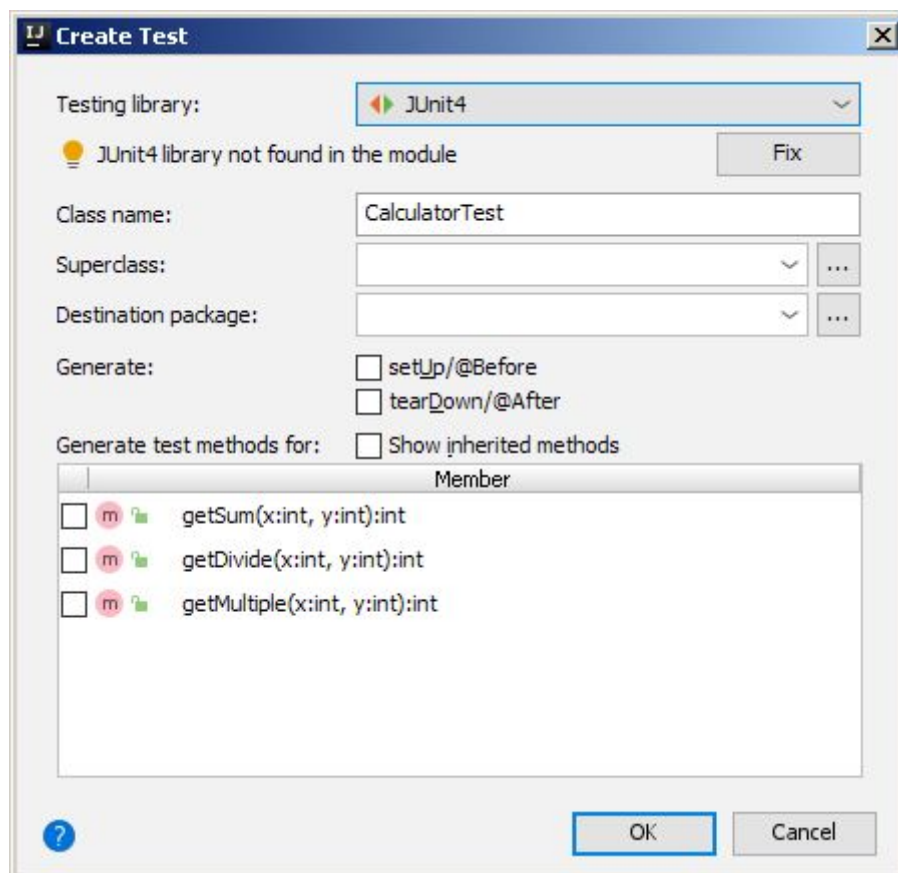 IJ Create Test
Testing library: JUnit4
JUnit4 library not found in the module Fix
Class name: CalculatorTest
Superclass: ...
Destination package: ...
Generate: setUp/@Before
tearDown/@After
Generate test methods for: Show inherited methods
Member
m getSum(x:int, y:int):int
m getDivide(x:int, y:int):int
m getMultiple(x:int, y:int):int
? OK Cancel